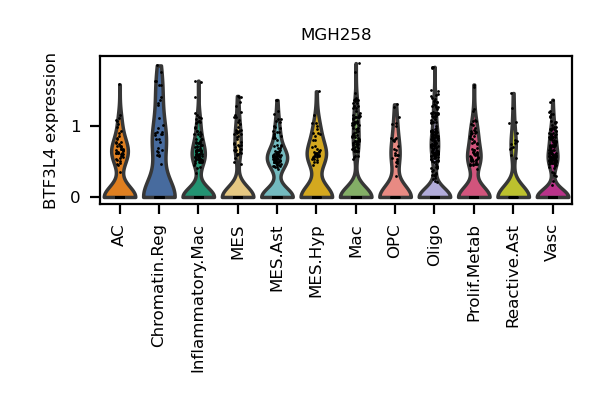 MGH258
BTF3L4 expression
1
0
AC
Chromatin.Reg
Inflammatory.Mac
MES
MES.Ast
MES.Hyp
Mac
OPC
Oligo
Prolif.Metab
Reactive.Ast
Vasc